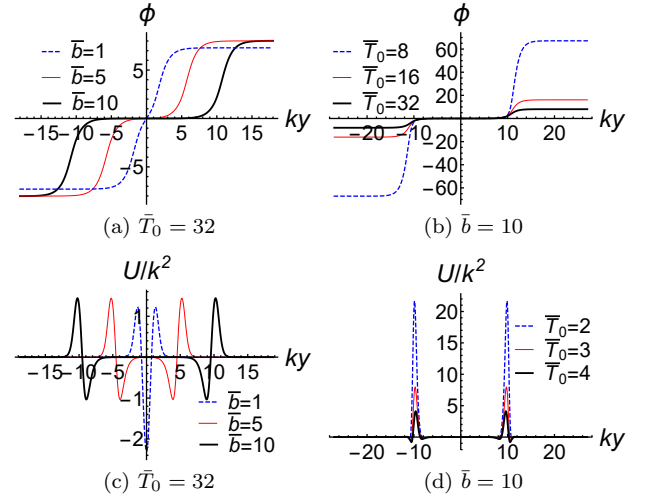 ϕ
b̅=1
b̅=5
b̅=10
5
−15 −10 −5 5 10 15
ky
−5
(a) T̄₀ = 32
ϕ
T̅₀=8
T̅₀=16
T̅₀=32
60
40
20
−20 −10 10 20
ky
−20
−40
−60
(b) b̄ = 10
U/k²
1
−15 −10 −5 5 10 15
ky
−1
−2
b̅=1
b̅=5
b̅=10
(c) T̄₀ = 32
U/k²
20
15
10
5
T̅₀=2
T̅₀=3
T̅₀=4
−20 −10 10 20
ky
(d) b̄ = 10